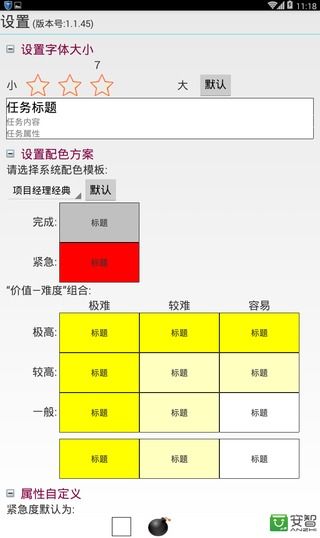 11:18
设置 (版本号:1.1.45)
设置字体大小
7
小 大 默认
任务标题
任务内容
任务属性
设置配色方案
请选择系统配色模板:
项目经理经典 默认
完成: 标题
紧急: 标题
“价值—难度”组合:
极难 较难 容易
极高: 标题 标题 标题
较高: 标题 标题 标题
一般: 标题 标题 标题
标题 标题 标题
属性自定义
紧急度默认为:
安智
ANZHI